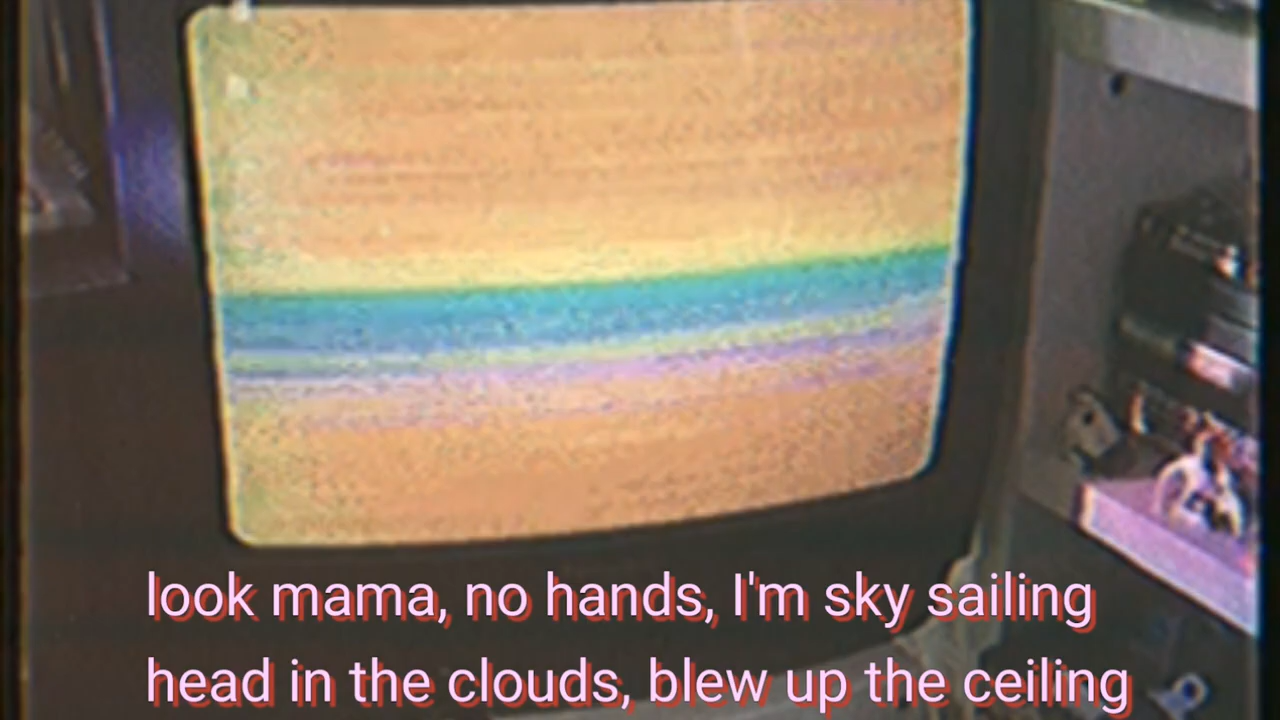 look mama, no hands, I'm sky sailing
head in the clouds, blew up the ceiling